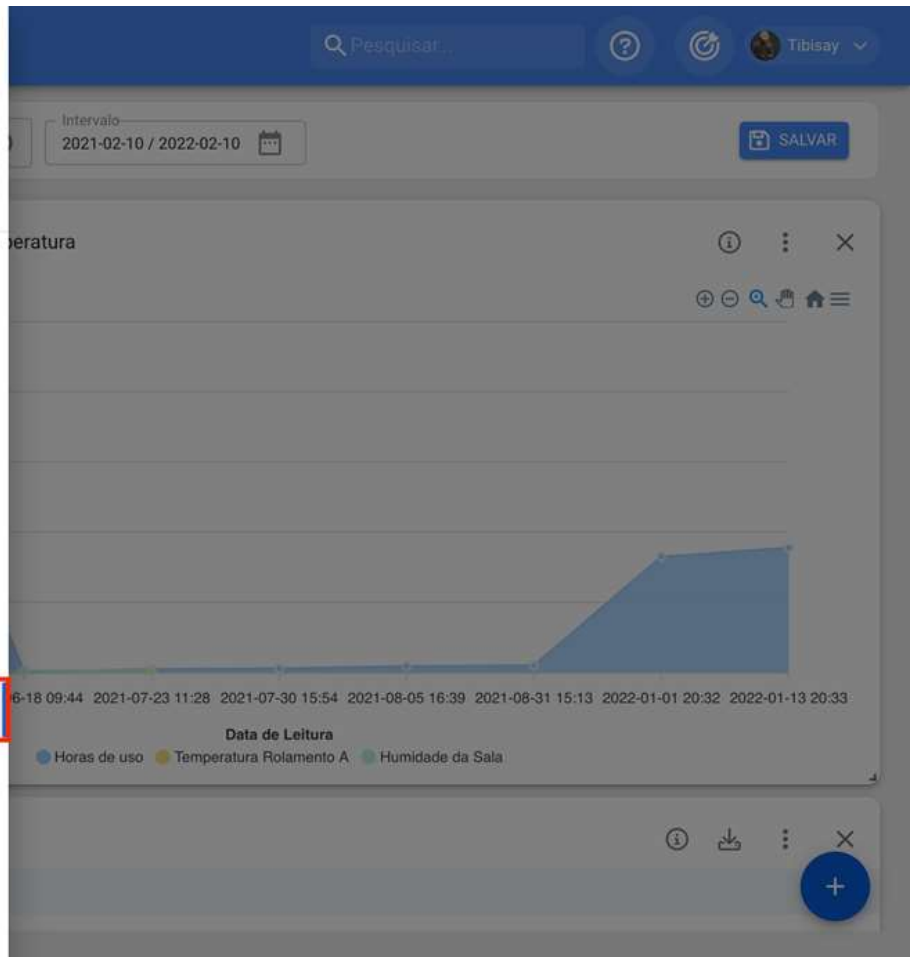 Pesquisar...
Tibisay
Intervalo
2021-02-10 / 2022-02-10
SALVAR
peratura
6-18 09:44 2021-07-23 11:28 2021-07-30 15:54 2021-08-05 16:39 2021-08-31 15:13 2022-01-01 20:32 2022-01-13 20:33
Data de Leitura
Horas de uso Temperatura Rolamento A Humidade da Sala